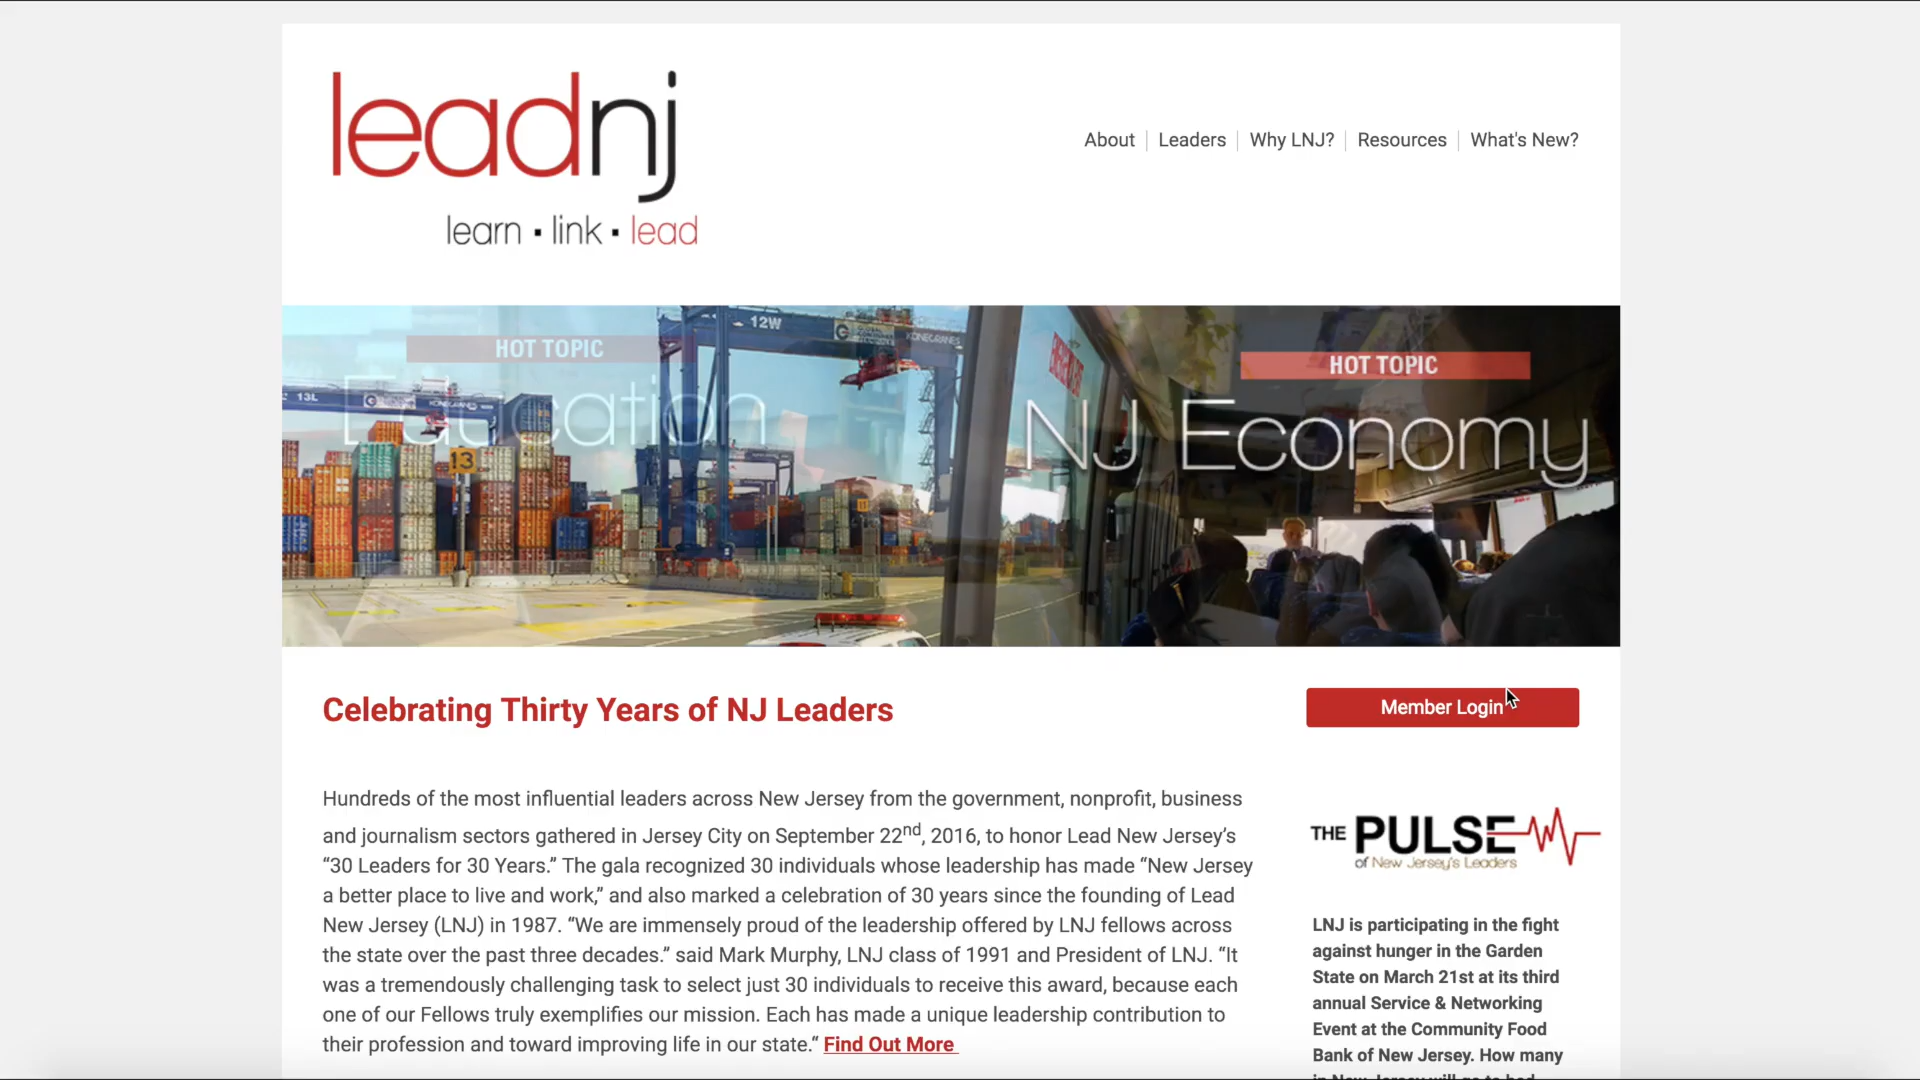 leadnj
learn · link · lead
About
Leaders
Why LNJ?
Resources
What's New?
HOT TOPIC
Education
12W
13L
13
HOT TOPIC
NJ Economy
Celebrating Thirty Years of NJ Leaders
Hundreds of the most influential leaders across New Jersey from the government, nonprofit, business
and journalism sectors gathered in Jersey City on September 22nd, 2016, to honor Lead New Jersey’s
“30 Leaders for 30 Years.” The gala recognized 30 individuals whose leadership has made “New Jersey
a better place to live and work,” and also marked a celebration of 30 years since the founding of Lead
New Jersey (LNJ) in 1987. “We are immensely proud of the leadership offered by LNJ fellows across
the state over the past three decades.” said Mark Murphy, LNJ class of 1991 and President of LNJ. “It
was a tremendously challenging task to select just 30 individuals to receive this award, because each
one of our Fellows truly exemplifies our mission. Each has made a unique leadership contribution to
their profession and toward improving life in our state.“ Find Out More
Member Login
THE PULSE
of New Jersey's Leaders
LNJ is participating in the fight
against hunger in the Garden
State on March 21st at its third
annual Service & Networking
Event at the Community Food
Bank of New Jersey. How many